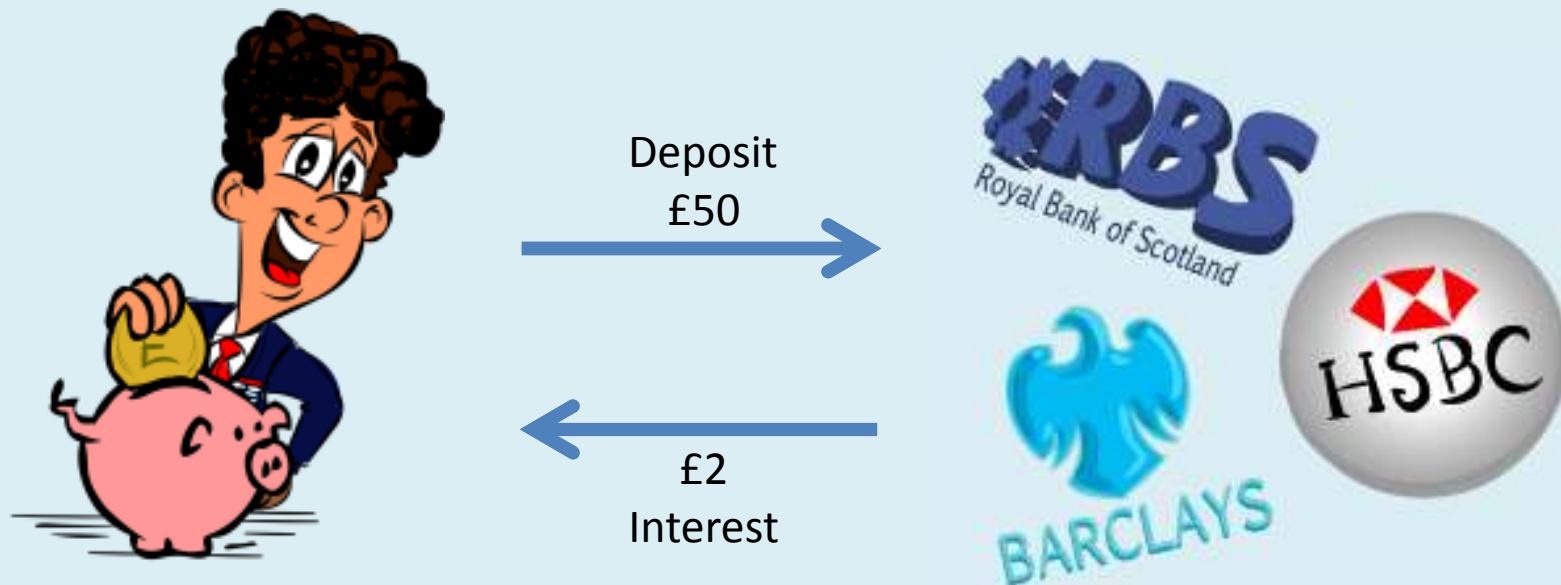 Deposit
£50
£2
Interest
RBS
Royal Bank of Scotland
HSBC
BARCLAYS
E